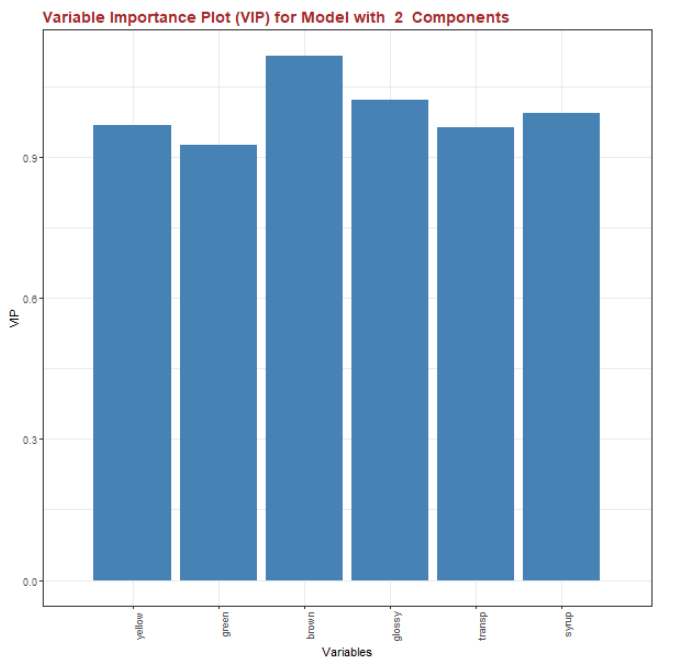 Variable Importance Plot (VIP) for Model with  2  Components
0.9
0.6
0.3
0.0
VIP
yellow
green
brown
glossy
transp
syrup
Variables